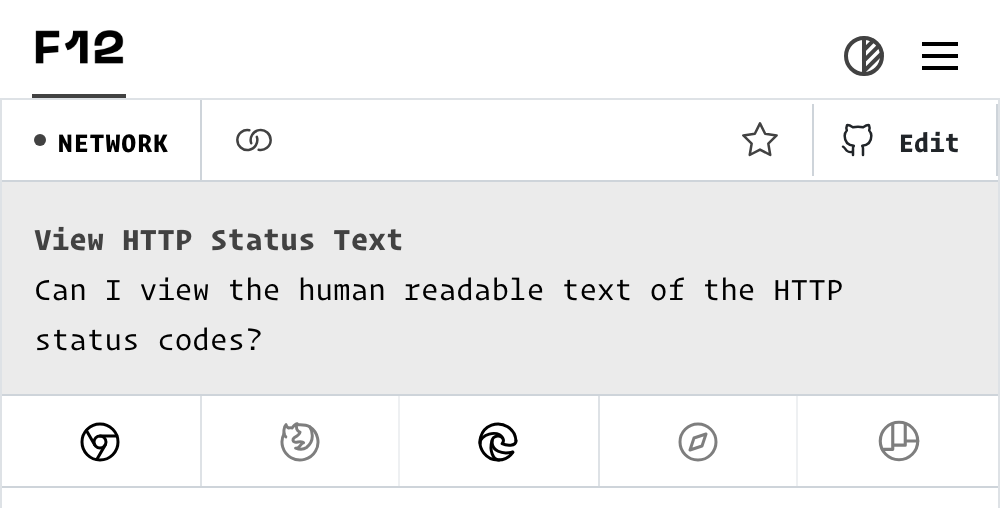 F12
NETWORK
Edit
View HTTP Status Text
Can I view the human readable text of the HTTP
status codes?